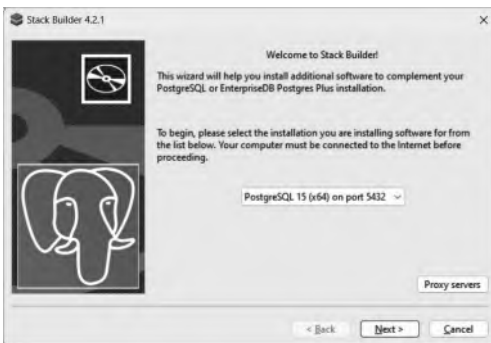 Stack Builder 4.2.1
Welcome to Stack Builder!
This wizard will help you install additional software to complement your
PostgreSQL or EnterpriseDB Postgres Plus installation.
To begin, please select the installation you are installing software for from
the list below. Your computer must be connected to the Internet before
proceeding.
PostgreSQL 15 (x64) on port 5432
Proxy servers
< Back
Next >
Cancel